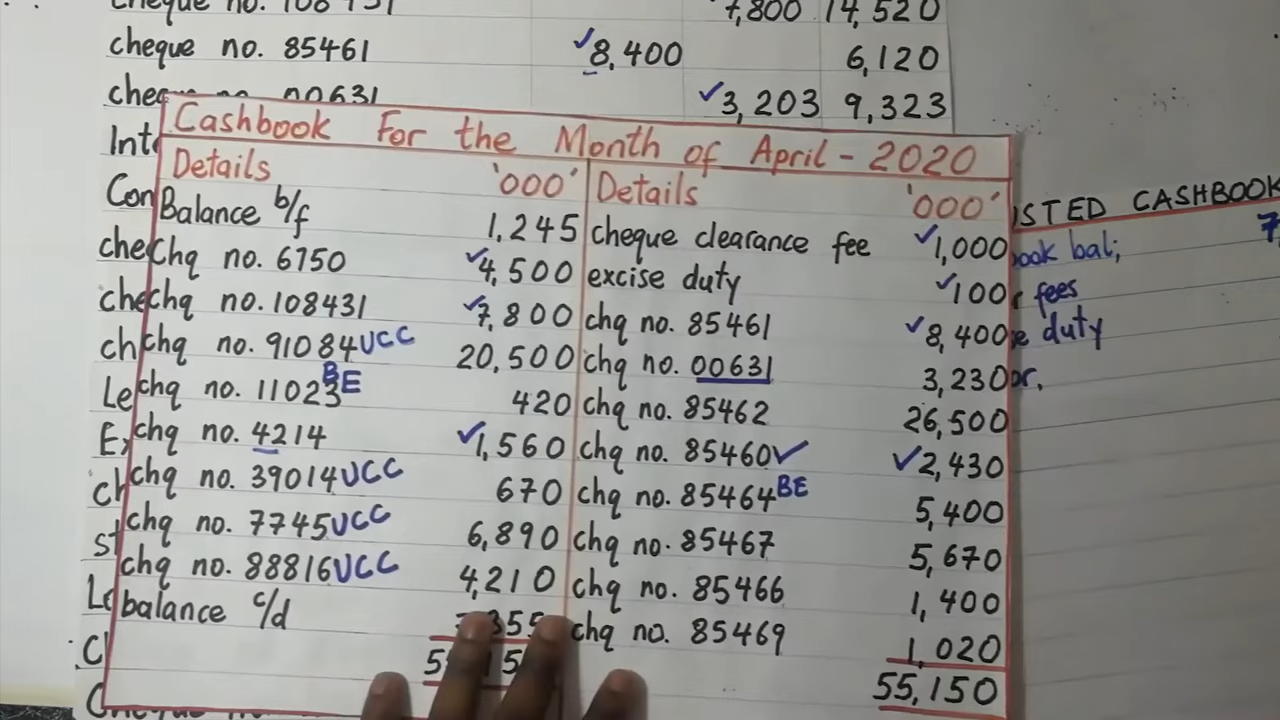 7,800 14,520
cheque no. 85461 ✓8,400 6,120
✓3,203 9,323
Cashbook For the Month of April - 2020
Details '000' Details '000'
Balance b/f 1,245 cheque clearance fee ✓1,000
chq no. 6750 ✓4,500 excise duty ✓100
chq no. 108431 ✓7,800 chq no. 85461 ✓8,400
chq no. 91084 UCC 20,500 chq no. 00631 3,230
chq no. 11023 BE 420 chq no. 85462 26,500
chq no. 4214 ✓1,560 chq no. 85460 ✓ ✓2,430
chq no. 39014 UCC 670 chq no. 85464 BE 5,400
chq no. 7745 UCC 6,890 chq no. 85467 5,670
chq no. 88816 UCC 4,210 chq no. 85466 1,400
balance c/d chq no. 85469 1,020
55,150
CASHBOOK
bal;
fees
duty